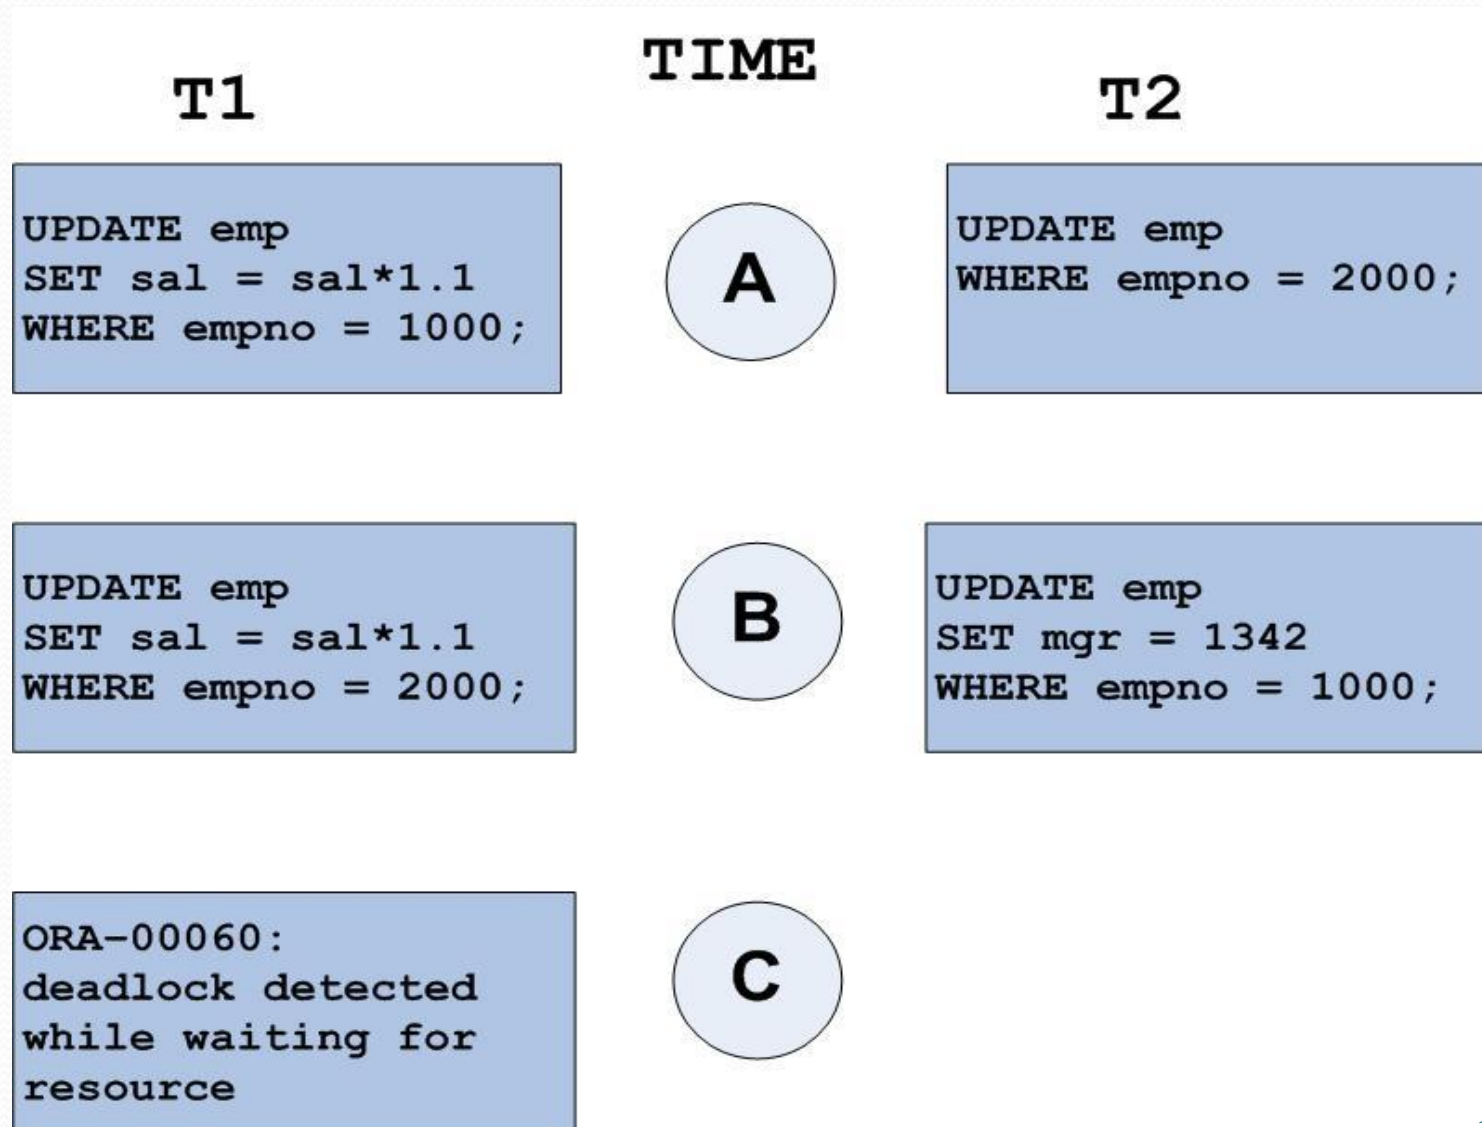 TIME
T1
T2
UPDATE emp
SET sal = sal*1.1
WHERE empno = 1000;
A
UPDATE emp
WHERE empno = 2000;
UPDATE emp
SET sal = sal*1.1
WHERE empno = 2000;
B
UPDATE emp
SET mgr = 1342
WHERE empno = 1000;
ORA-00060:
deadlock detected
while waiting for
resource
C